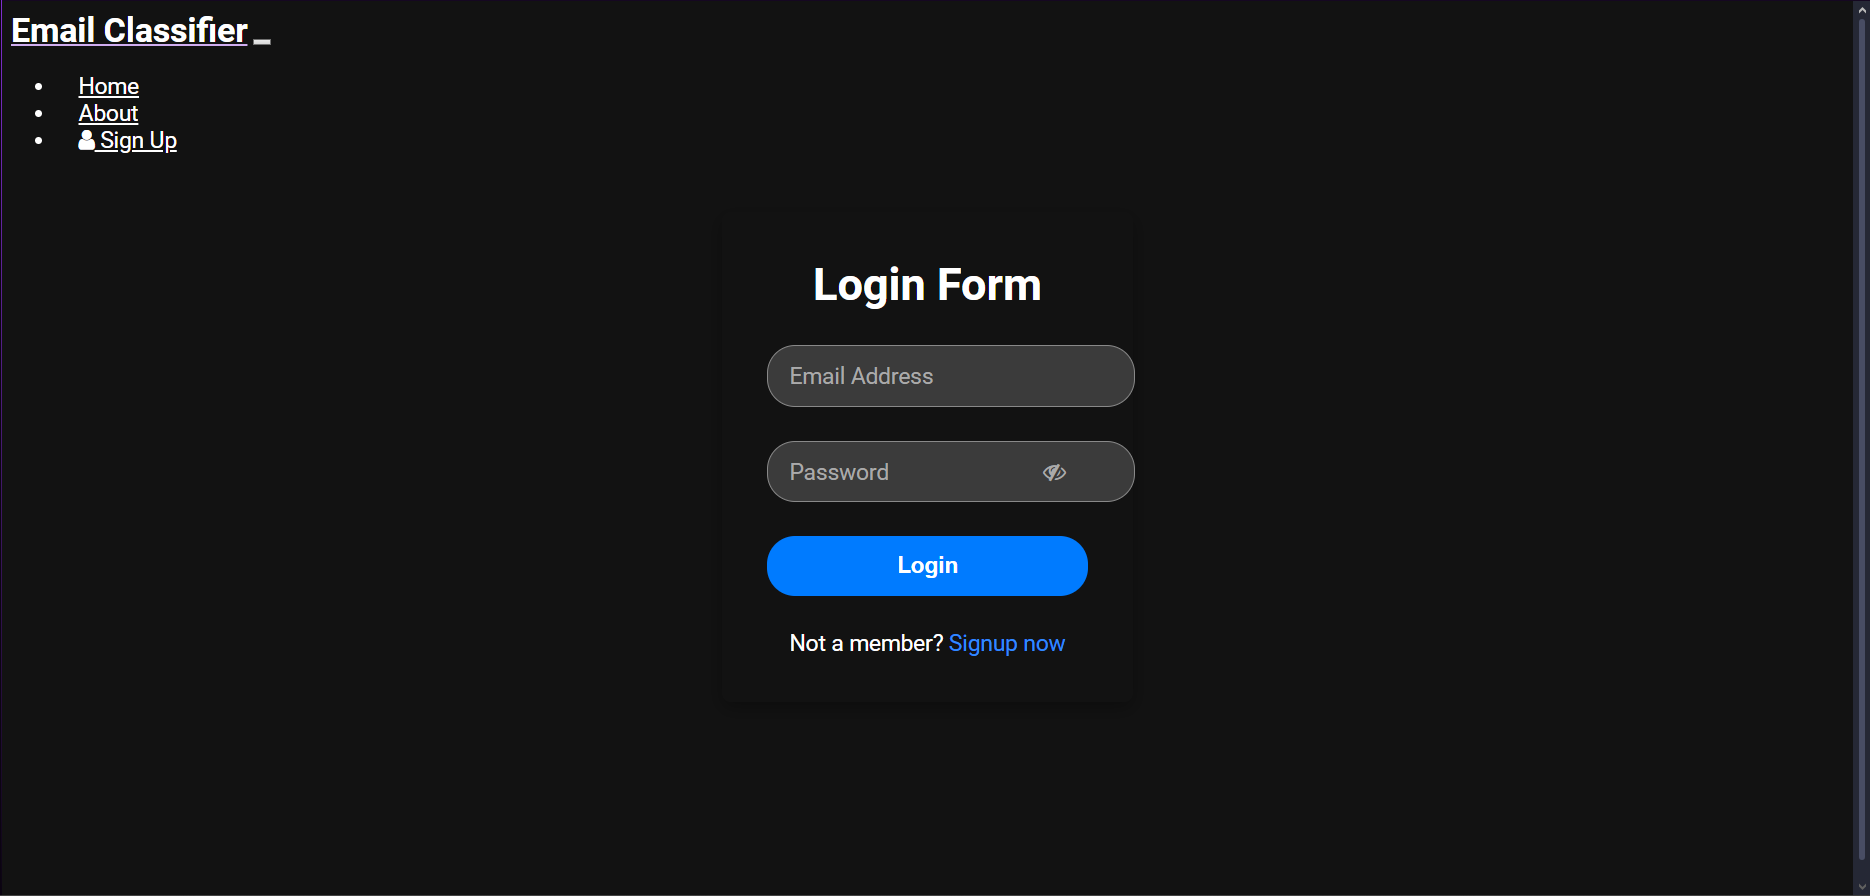 Email Classifier
Home
About
Sign Up
Login Form
Email Address
Password
Login
Not a member? Signup now